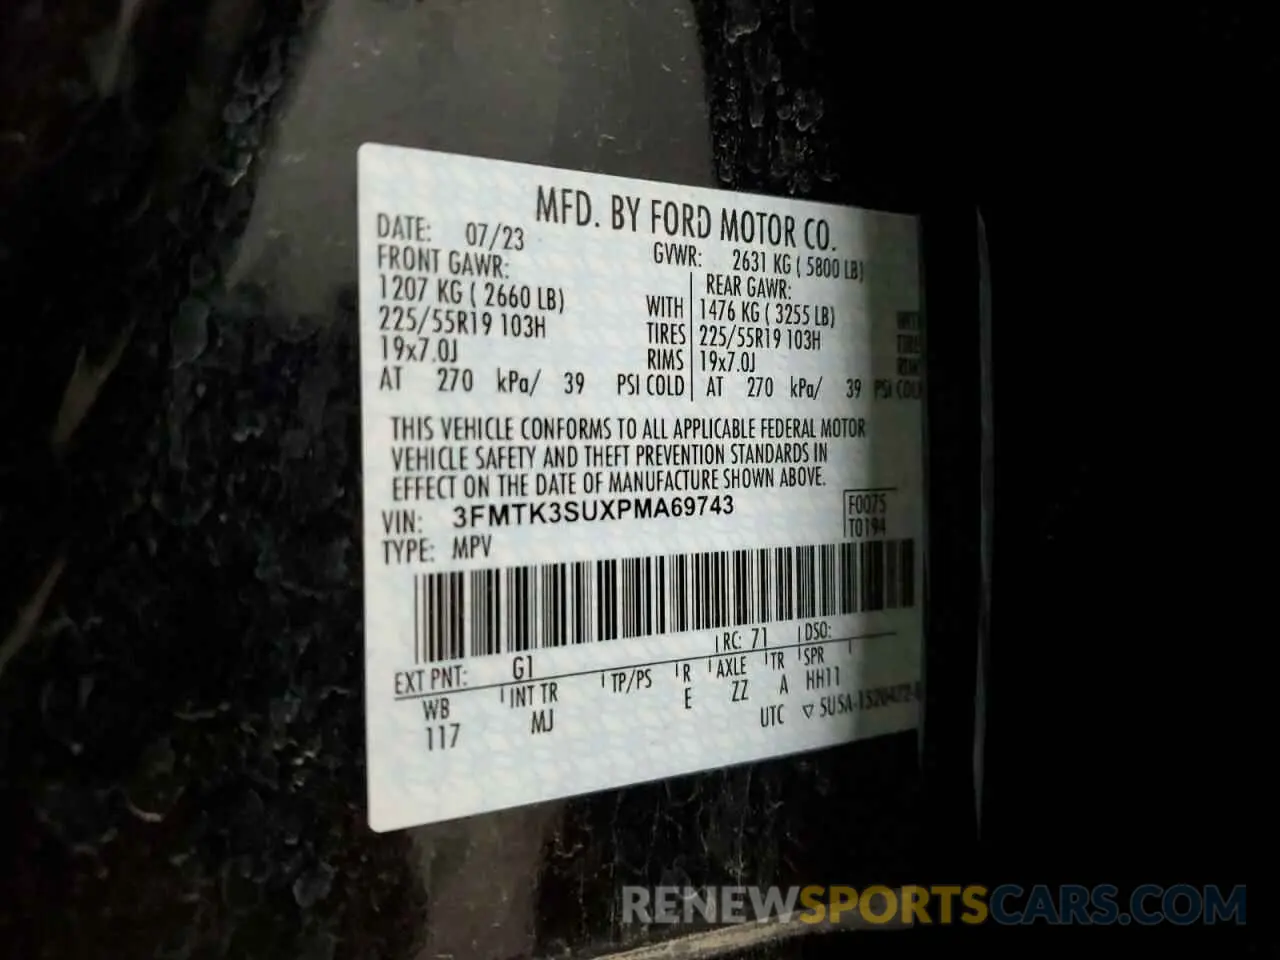 MFD. BY FORD MOTOR CO.
DATE: 07/23 GVWR: 2631 KG ( 5800 LB)
FRONT GAWR: REAR GAWR:
1207 KG ( 2660 LB) WITH 1476 KG ( 3255 LB)
225/55R19 103H TIRES 225/55R19 103H
19x7.0J RIMS 19x7.0J
AT 270 kPa/ 39 PSI COLD AT 270 kPa/ 39 PSI COLD
THIS VEHICLE CONFORMS TO ALL APPLICABLE FEDERAL MOTOR
VEHICLE SAFETY AND THEFT PREVENTION STANDARDS IN
EFFECT ON THE DATE OF MANUFACTURE SHOWN ABOVE.
VIN: 3FMTK3SUXPMA69743 F0075
TYPE: MPV T0194
EXT PNT: G1 RC: 71 DSO:
WB INT TR TP/PS R AXLE TR SPR
117 MJ E ZZ A HH11
UTC ▽
RENEWSPORTSCARS.COM